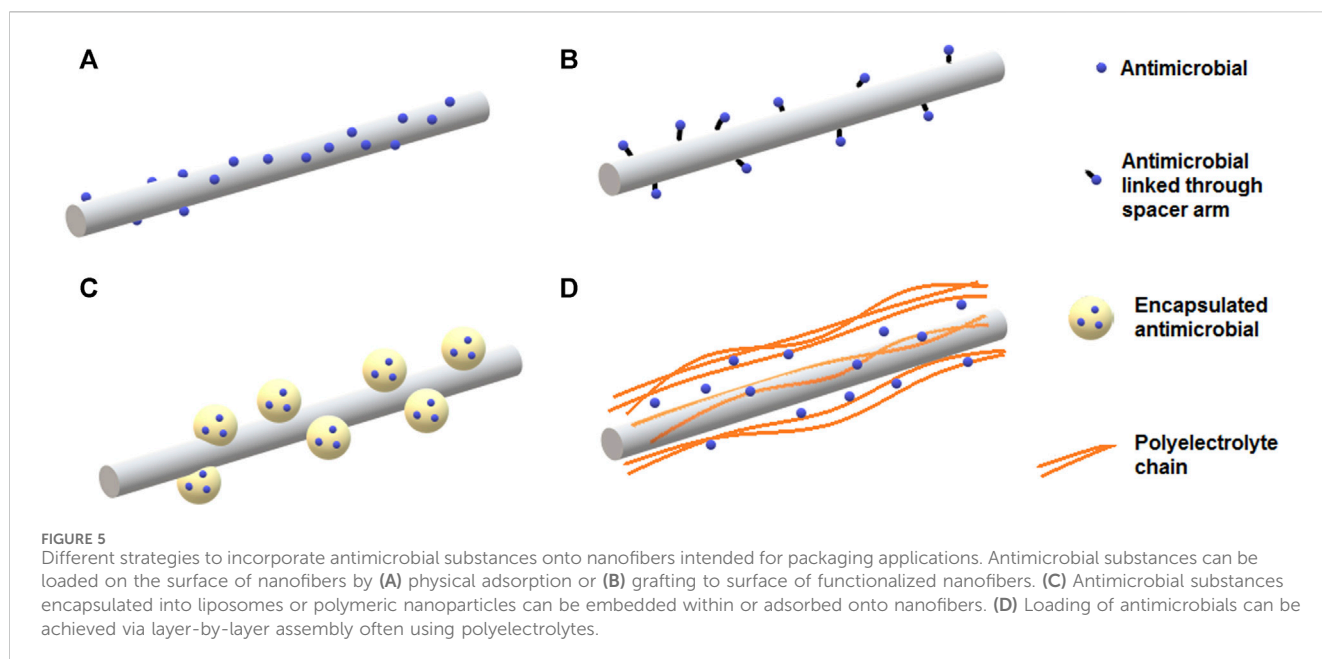 A
B
Antimicrobial
Antimicrobial
linked through
spacer arm
C
D
Encapsulated
antimicrobial
Polyelectrolyte
chain
FIGURE 5
Different strategies to incorporate antimicrobial substances onto nanofibers intended for packaging applications. Antimicrobial substances can be
loaded on the surface of nanofibers by (A) physical adsorption or (B) grafting to surface of functionalized nanofibers. (C) Antimicrobial substances
encapsulated into liposomes or polymeric nanoparticles can be embedded within or adsorbed onto nanofibers. (D) Loading of antimicrobials can be
achieved via layer-by-layer assembly often using polyelectrolytes.